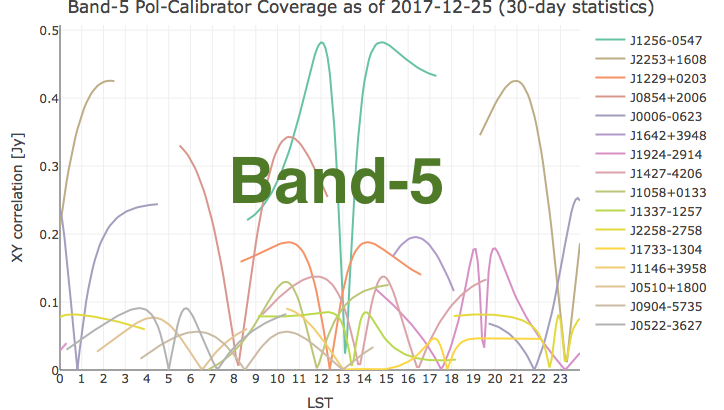 Band-5 Pol-Calibrator Coverage as of 2017-12-25 (30-day statistics)
0.5
0.4
0.3
0.2
0.1
0
XY correlation [Jy]
Band-5
0 1 2 3 4 5 6 7 8 9 10 11 12 13 14 15 16 17 18 19 20 21 22 23
LST
J1256-0547
J2253+1608
J1229+0203
J0854+2006
J0006-0623
J1642+3948
J1924-2914
J1427-4206
J1058+0133
J1337-1257
J2258-2758
J1733-1304
J1146+3958
J0510+1800
J0904-5735
J0522-3627